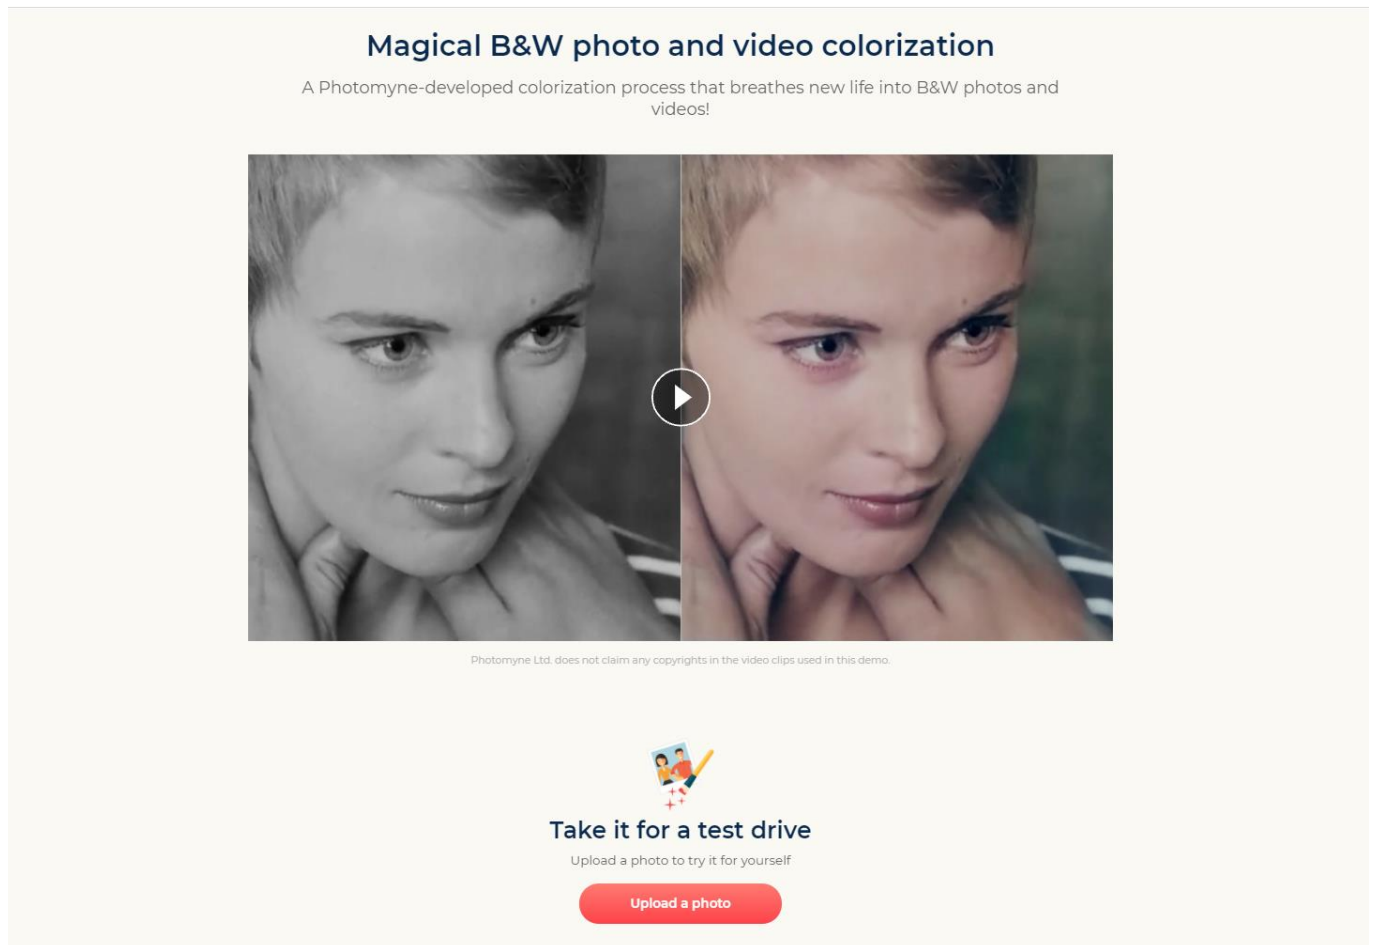 Magical B&W photo and video colorization
A Photomyne-developed colorization process that breathes new life into B&W photos and
videos!
Photomyne Ltd. does not claim any copyrights in the video clips used in this demo.
Take it for a test drive
Upload a photo to try it for yourself
Upload a photo